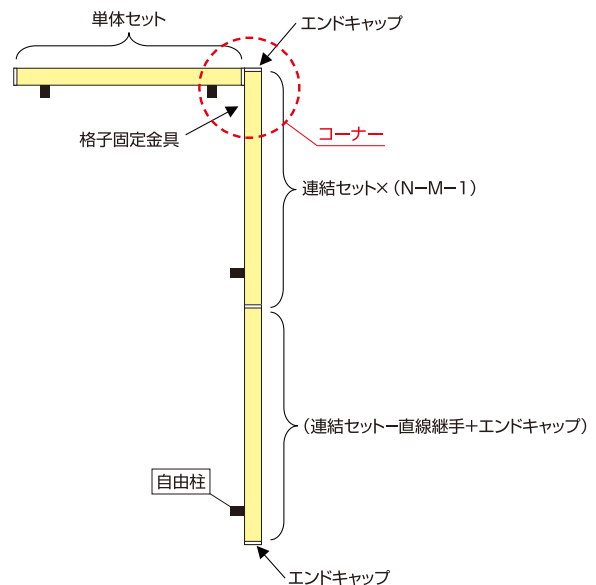 単体セット
エンドキャップ
格子固定金具
コーナー
連結セット×(N−M−1)
(連結セット−直線継手+エンドキャップ)
自由柱
エンドキャップ